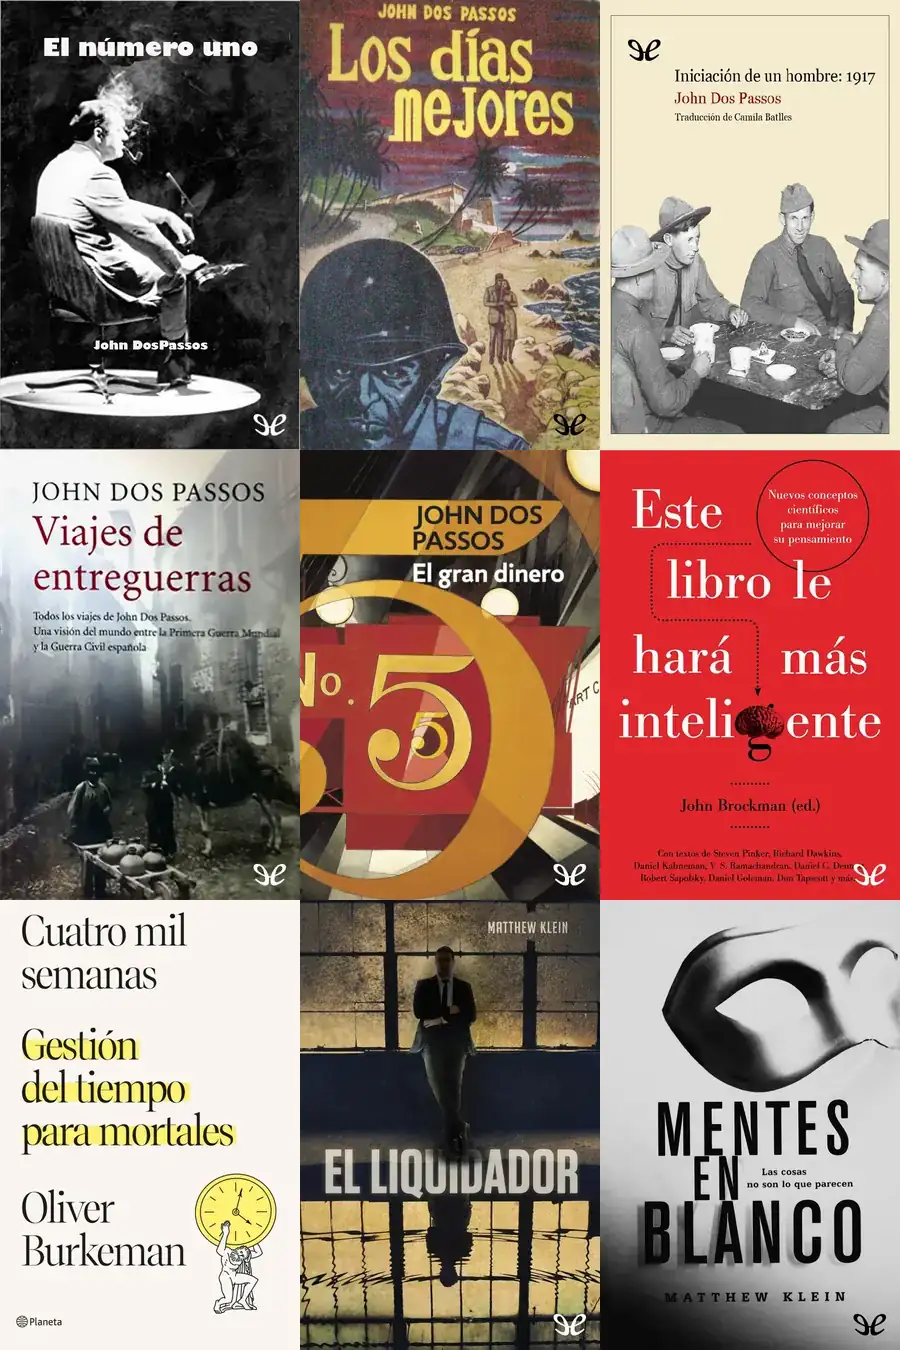 El número uno
John DosPassos
JOHN DOS PASSOS
Los días
mejores
Iniciación de un hombre: 1917
John Dos Passos
Traducción de Camila Batlles
JOHN DOS PASSOS
Viajes de
entreguerras
Todos los viajes de John Dos Passos.
Una visión del mundo entre la Primera Guerra Mundial
y la Guerra Civil española
JOHN DOS
PASSOS
El gran dinero
No. 5
5
ART C
Este
libro le
hará más
inteligente
Nuevos conceptos
científicos
para mejorar
su pensamiento
John Brockman (ed.)
Con textos de Steven Pinker, Richard Dawkins,
Daniel Kahneman, V. S. Ramachandran, Daniel C. Denn
Robert Sapolsky, Daniel Goleman, Don Tapscott y más
Cuatro mil
semanas
Gestión
del tiempo
para mortales
Oliver
Burkeman
Planeta
MATTHEW KLEIN
EL LIQUIDADOR
MENTES
EN
Las cosas
no son lo que parecen
BLANCO
MATTHEW KLEIN